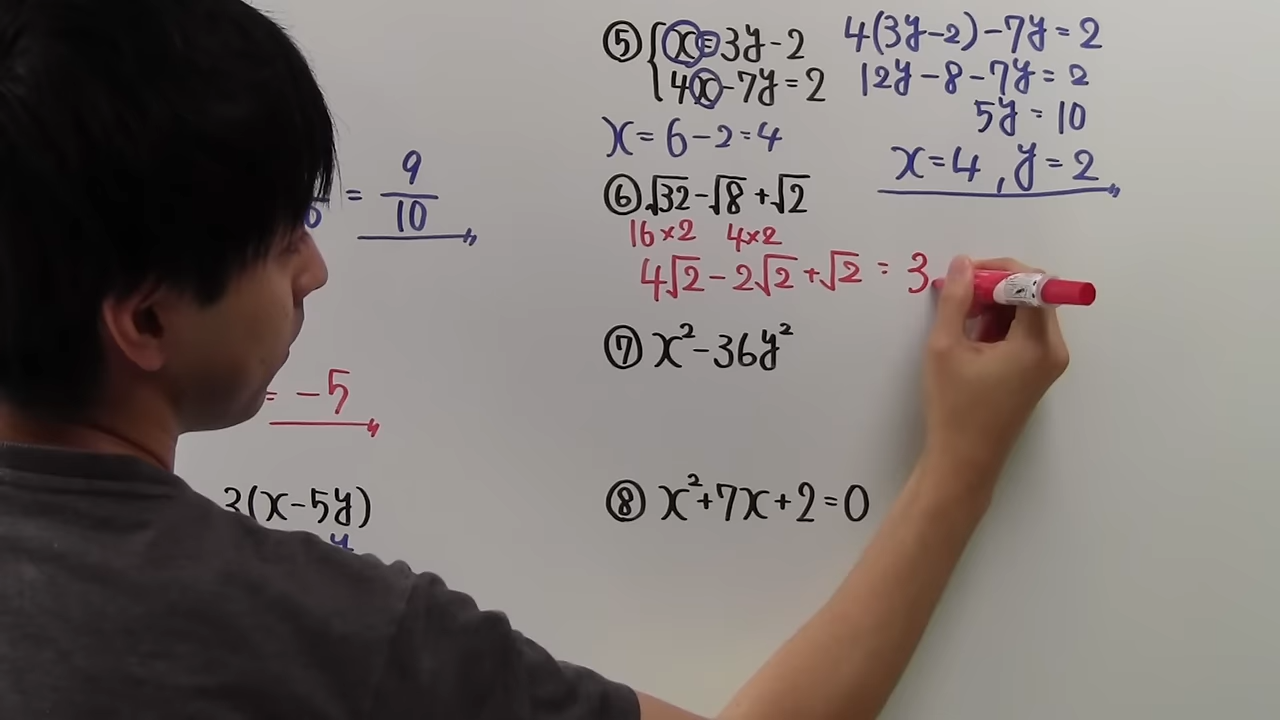 = 9/10
= -5
3(x-5y)
⑤ { x=3y-2
4x-7y=2
x=6-2=4
4(3y-2)-7y=2
12y-8-7y=2
5y=10
x=4, y=2
⑥ √32-√8+√2
16×2 4×2
4√2-2√2+√2=3
⑦ x²-36y²
⑧ x²+7x+2=0